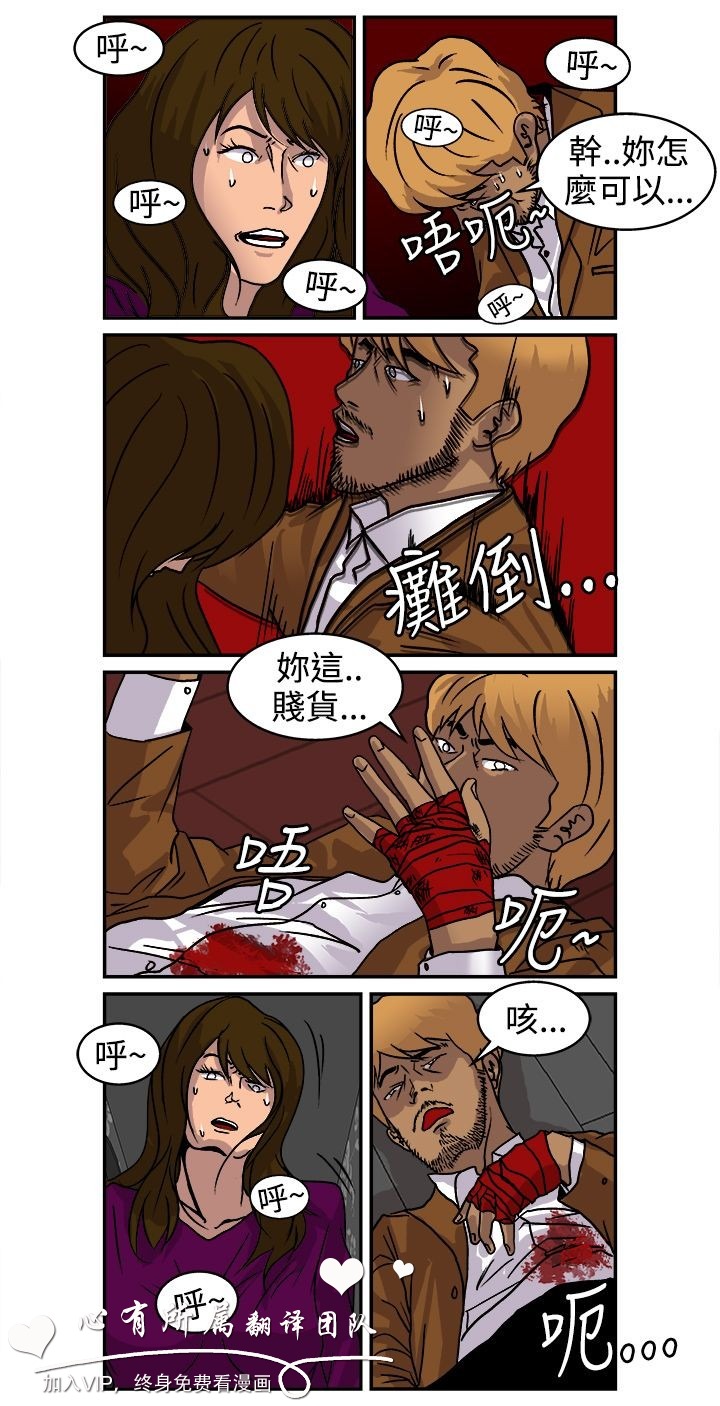 呼~
呼~
呼~
呼~
呼~
幹..妳怎
麼可以...
唔呃~
呼~
癱倒...
妳這..
賤貨...
唔
呃~
呼~
呼~
呼~
咳...
呃...
心有所属翻译团队
加入VIP，终身免费看漫画